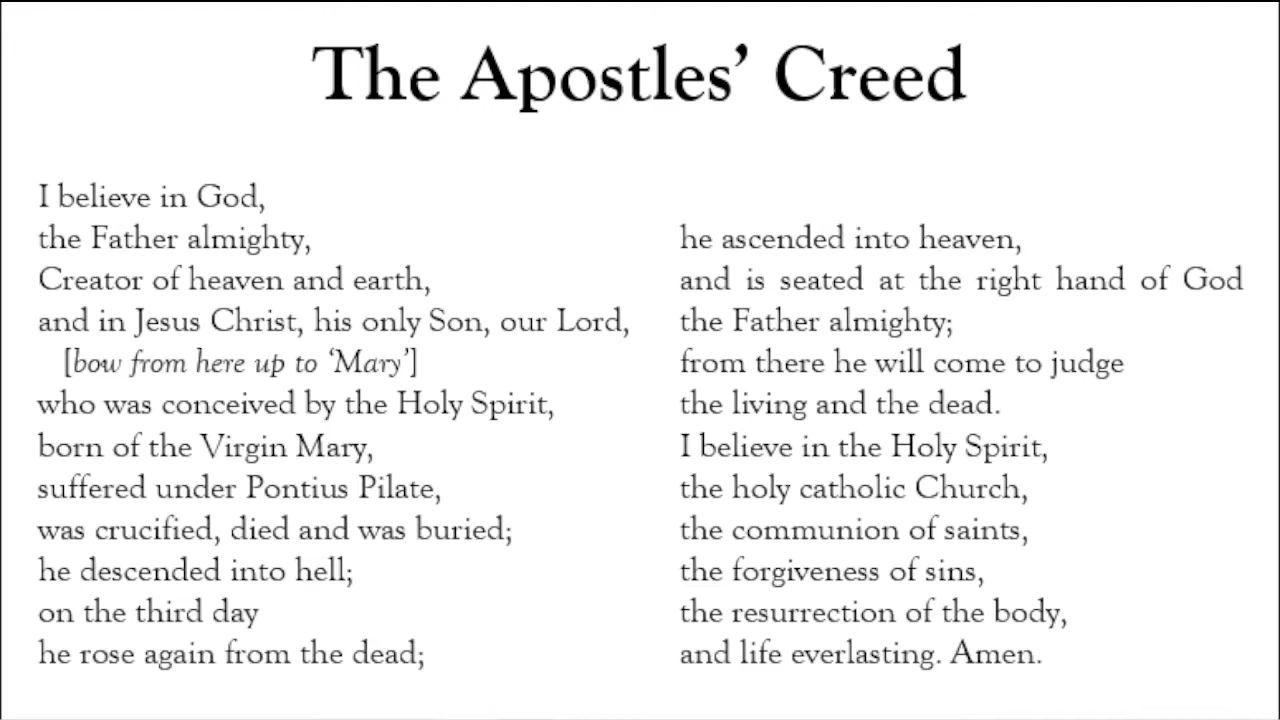 The Apostles’ Creed
I believe in God,
the Father almighty,
Creator of heaven and earth,
and in Jesus Christ, his only Son, our Lord,
[bow from here up to ‘Mary’]
who was conceived by the Holy Spirit,
born of the Virgin Mary,
suffered under Pontius Pilate,
was crucified, died and was buried;
he descended into hell;
on the third day
he rose again from the dead;
he ascended into heaven,
and is seated at the right hand of God
the Father almighty;
from there he will come to judge
the living and the dead.
I believe in the Holy Spirit,
the holy catholic Church,
the communion of saints,
the forgiveness of sins,
the resurrection of the body,
and life everlasting. Amen.